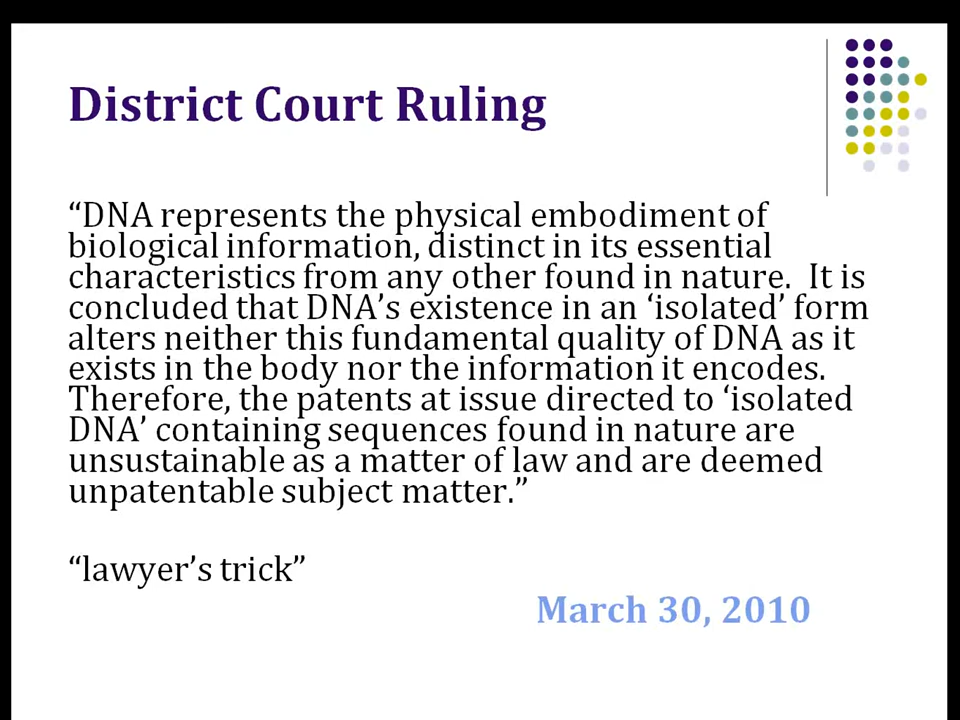 District Court Ruling
“DNA represents the physical embodiment of
biological information, distinct in its essential
characteristics from any other found in nature.  It is
concluded that DNA’s existence in an ‘isolated’ form
alters neither this fundamental quality of DNA as it
exists in the body nor the information it encodes.
Therefore, the patents at issue directed to ‘isolated
DNA’ containing sequences found in nature are
unsustainable as a matter of law and are deemed
unpatentable subject matter.”
“lawyer’s trick”
March 30, 2010